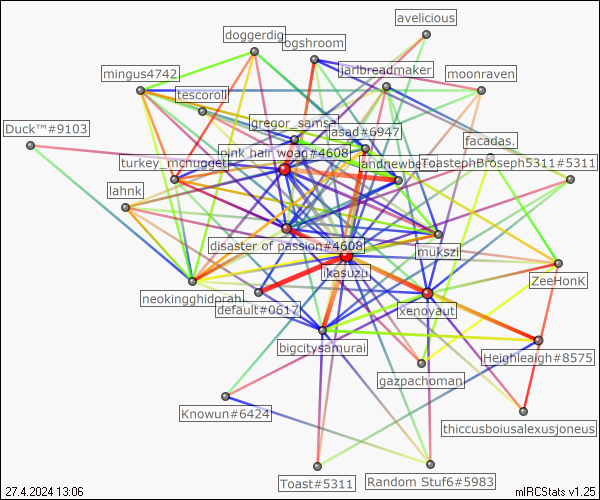 avelicious
doggerdig
ogshroom
jarlbreadmaker
mingus4742
moonraven
tescoroll
gregor_samsa
Duck™#9103
asad#6947
facadas.
pink hair woag#4608
turkey_mcnugget
andnewbe
ToastephBroseph5311#5311
lahnk
disaster of passion#4608
mukszi
ikasuzu
ZeeHonK
neokingghidorah
default#0617
xenoyaut
bigcitysamurai
Heighleaigh#8575
gazpachoman
Knowun#6424
thiccusboiusalexusjoneus
Toast#5311
Random Stuf6#5983
27.4.2024 13:06
mIRCStats v1.25